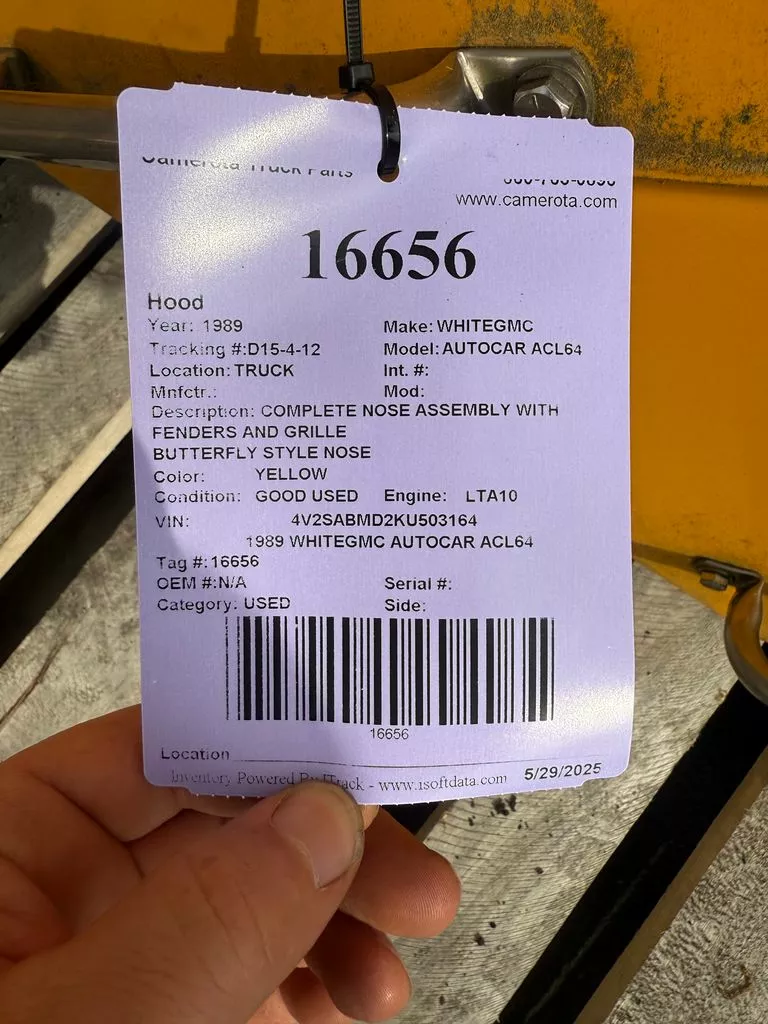 Camerota Truck Parts
www.camerota.com
16656
Hood
Year: 1989 Make: WHITEGMC
Tracking #:D15-4-12 Model: AUTOCAR ACL64
Location: TRUCK Int. #:
Mnfctr.: Mod:
Description: COMPLETE NOSE ASSEMBLY WITH
FENDERS AND GRILLE
BUTTERFLY STYLE NOSE
Color: YELLOW
Condition: GOOD USED Engine: LTA10
VIN: 4V2SABMD2KU503164
1989 WHITEGMC AUTOCAR ACL64
Tag #:16656
OEM #:N/A Serial #:
Category: USED Side:
16656
Location
Inventory Powered By ITrack - www.isoftdata.com 5/29/2025